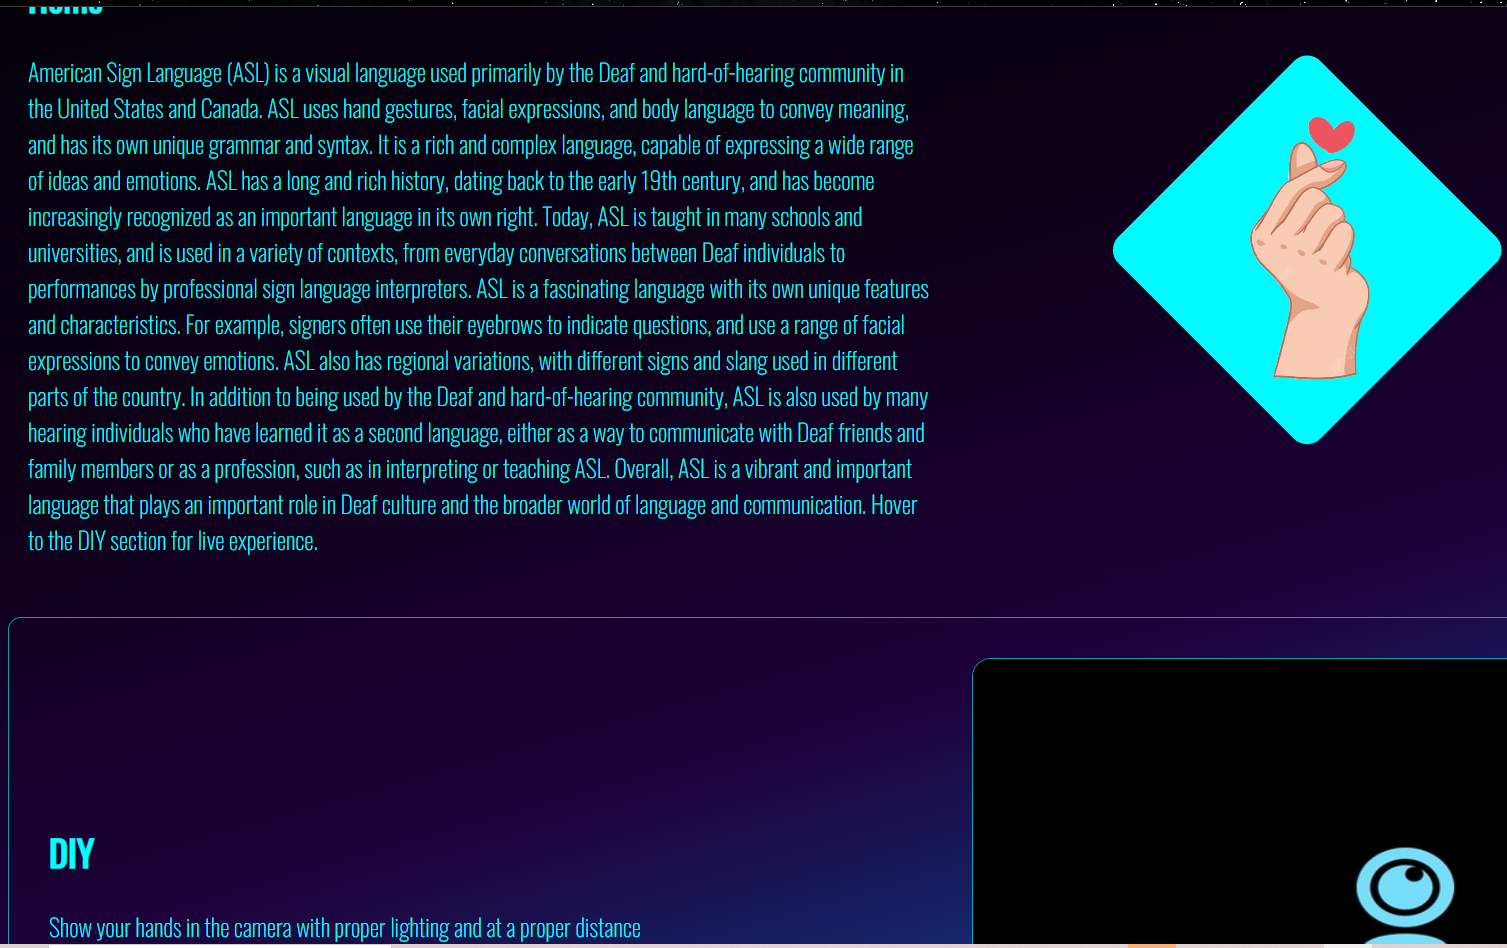 Home
American Sign Language (ASL) is a visual language used primarily by the Deaf and hard-of-hearing community in
the United States and Canada. ASL uses hand gestures, facial expressions, and body language to convey meaning,
and has its own unique grammar and syntax. It is a rich and complex language, capable of expressing a wide range
of ideas and emotions. ASL has a long and rich history, dating back to the early 19th century, and has become
increasingly recognized as an important language in its own right. Today, ASL is taught in many schools and
universities, and is used in a variety of contexts, from everyday conversations between Deaf individuals to
performances by professional sign language interpreters. ASL is a fascinating language with its own unique features
and characteristics. For example, signers often use their eyebrows to indicate questions, and use a range of facial
expressions to convey emotions. ASL also has regional variations, with different signs and slang used in different
parts of the country. In addition to being used by the Deaf and hard-of-hearing community, ASL is also used by many
hearing individuals who have learned it as a second language, either as a way to communicate with Deaf friends and
family members or as a profession, such as in interpreting or teaching ASL. Overall, ASL is a vibrant and important
language that plays an important role in Deaf culture and the broader world of language and communication. Hover
to the DIY section for live experience.
DIY
Show your hands in the camera with proper lighting and at a proper distance